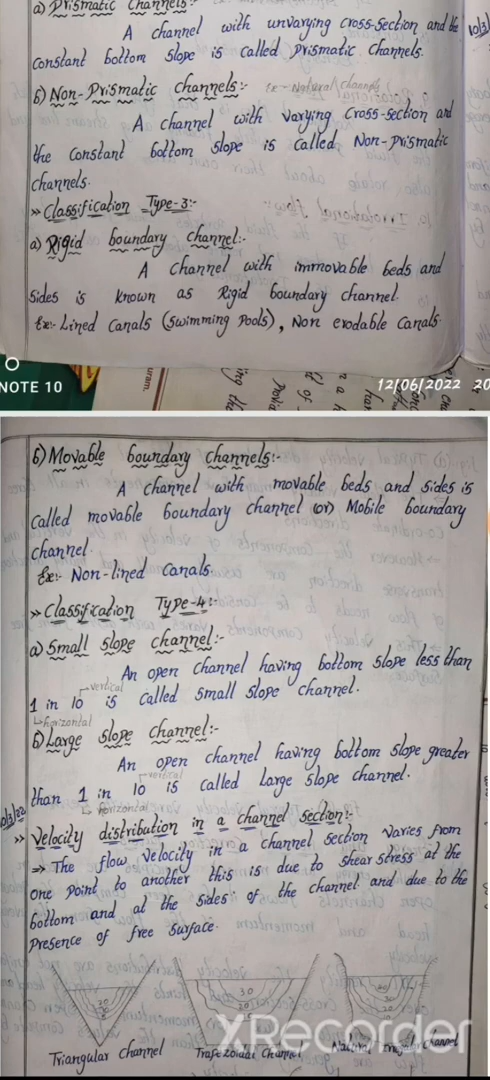 a) Prismatic Channels:-
A channel with unvarying cross-section and the
constant bottom slope is called prismatic channels.
b) Non-Prismatic Channels:- Ex- Natural channel
A channel with varying cross-section and
the constant bottom slope is called Non-prismatic
channels.
» Classification Type-3:-
a) Rigid boundary channel:-
A channel with immovable beds and
sides is known as Rigid boundary channel.
Ex:- Lined Canals (swimming pools), Non erodable canals.
NOTE 10
12/06/2022 20
b) Movable boundary channels:-
A channel with movable beds and sides is
called movable boundary channel (or) Mobile boundary
channel.
Ex:- Non-lined canals.
» Classification Type-4:-
a) Small slope channel:-
An open channel having bottom slope less than
vertical
1 in 10 is called small slope channel.
horizontal
b) Large slope channel:-
An open channel having bottom slope greater
vertical
than 1 in 10 is called large slope channel.
horizontal
» Velocity distribution in a channel section:-
⇒ The flow velocity in a channel section varies from
one point to another this is due to shear stress at the
bottom and at the sides of the channel and due to the
presence of free surface.
Triangular channel
Trapezoidal channel
XRecorder